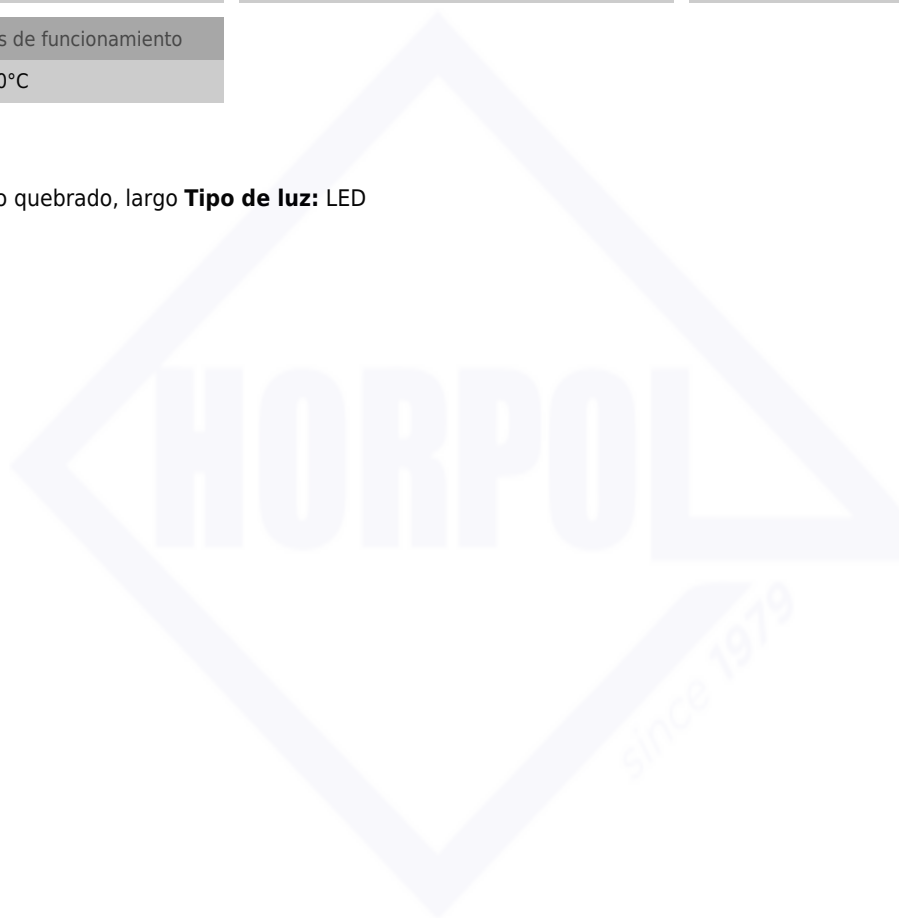 s de funcionamiento
0°C
o quebrado, largo Tipo de luz: LED
HORPOL
since 1979